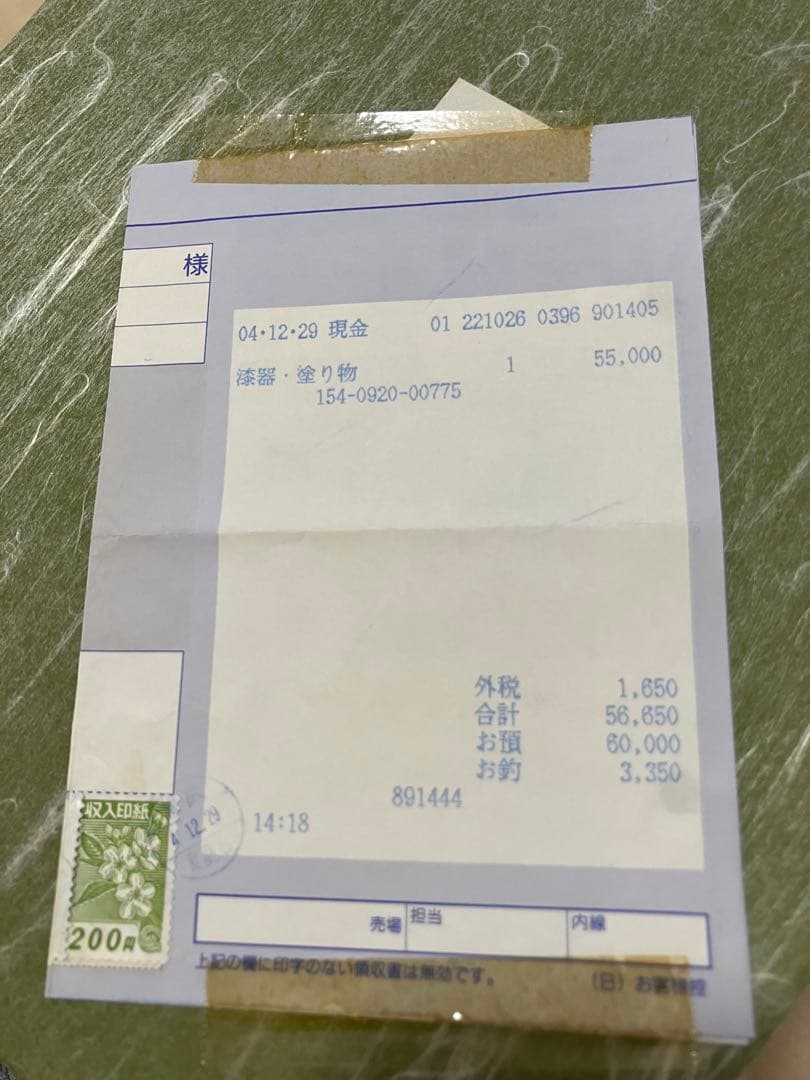 様
04・12・29 現金 01 221026 0396 901405
漆器・塗り物 1 55,000
154-0920-00775
外税 1,650
合計 56,650
お預 60,000
お釣 3,350
891444
14:18
収入印紙
4 12 29
200円
売場 担当 内線
上記の欄に印字のない領収書は無効です。 (日) お客様控